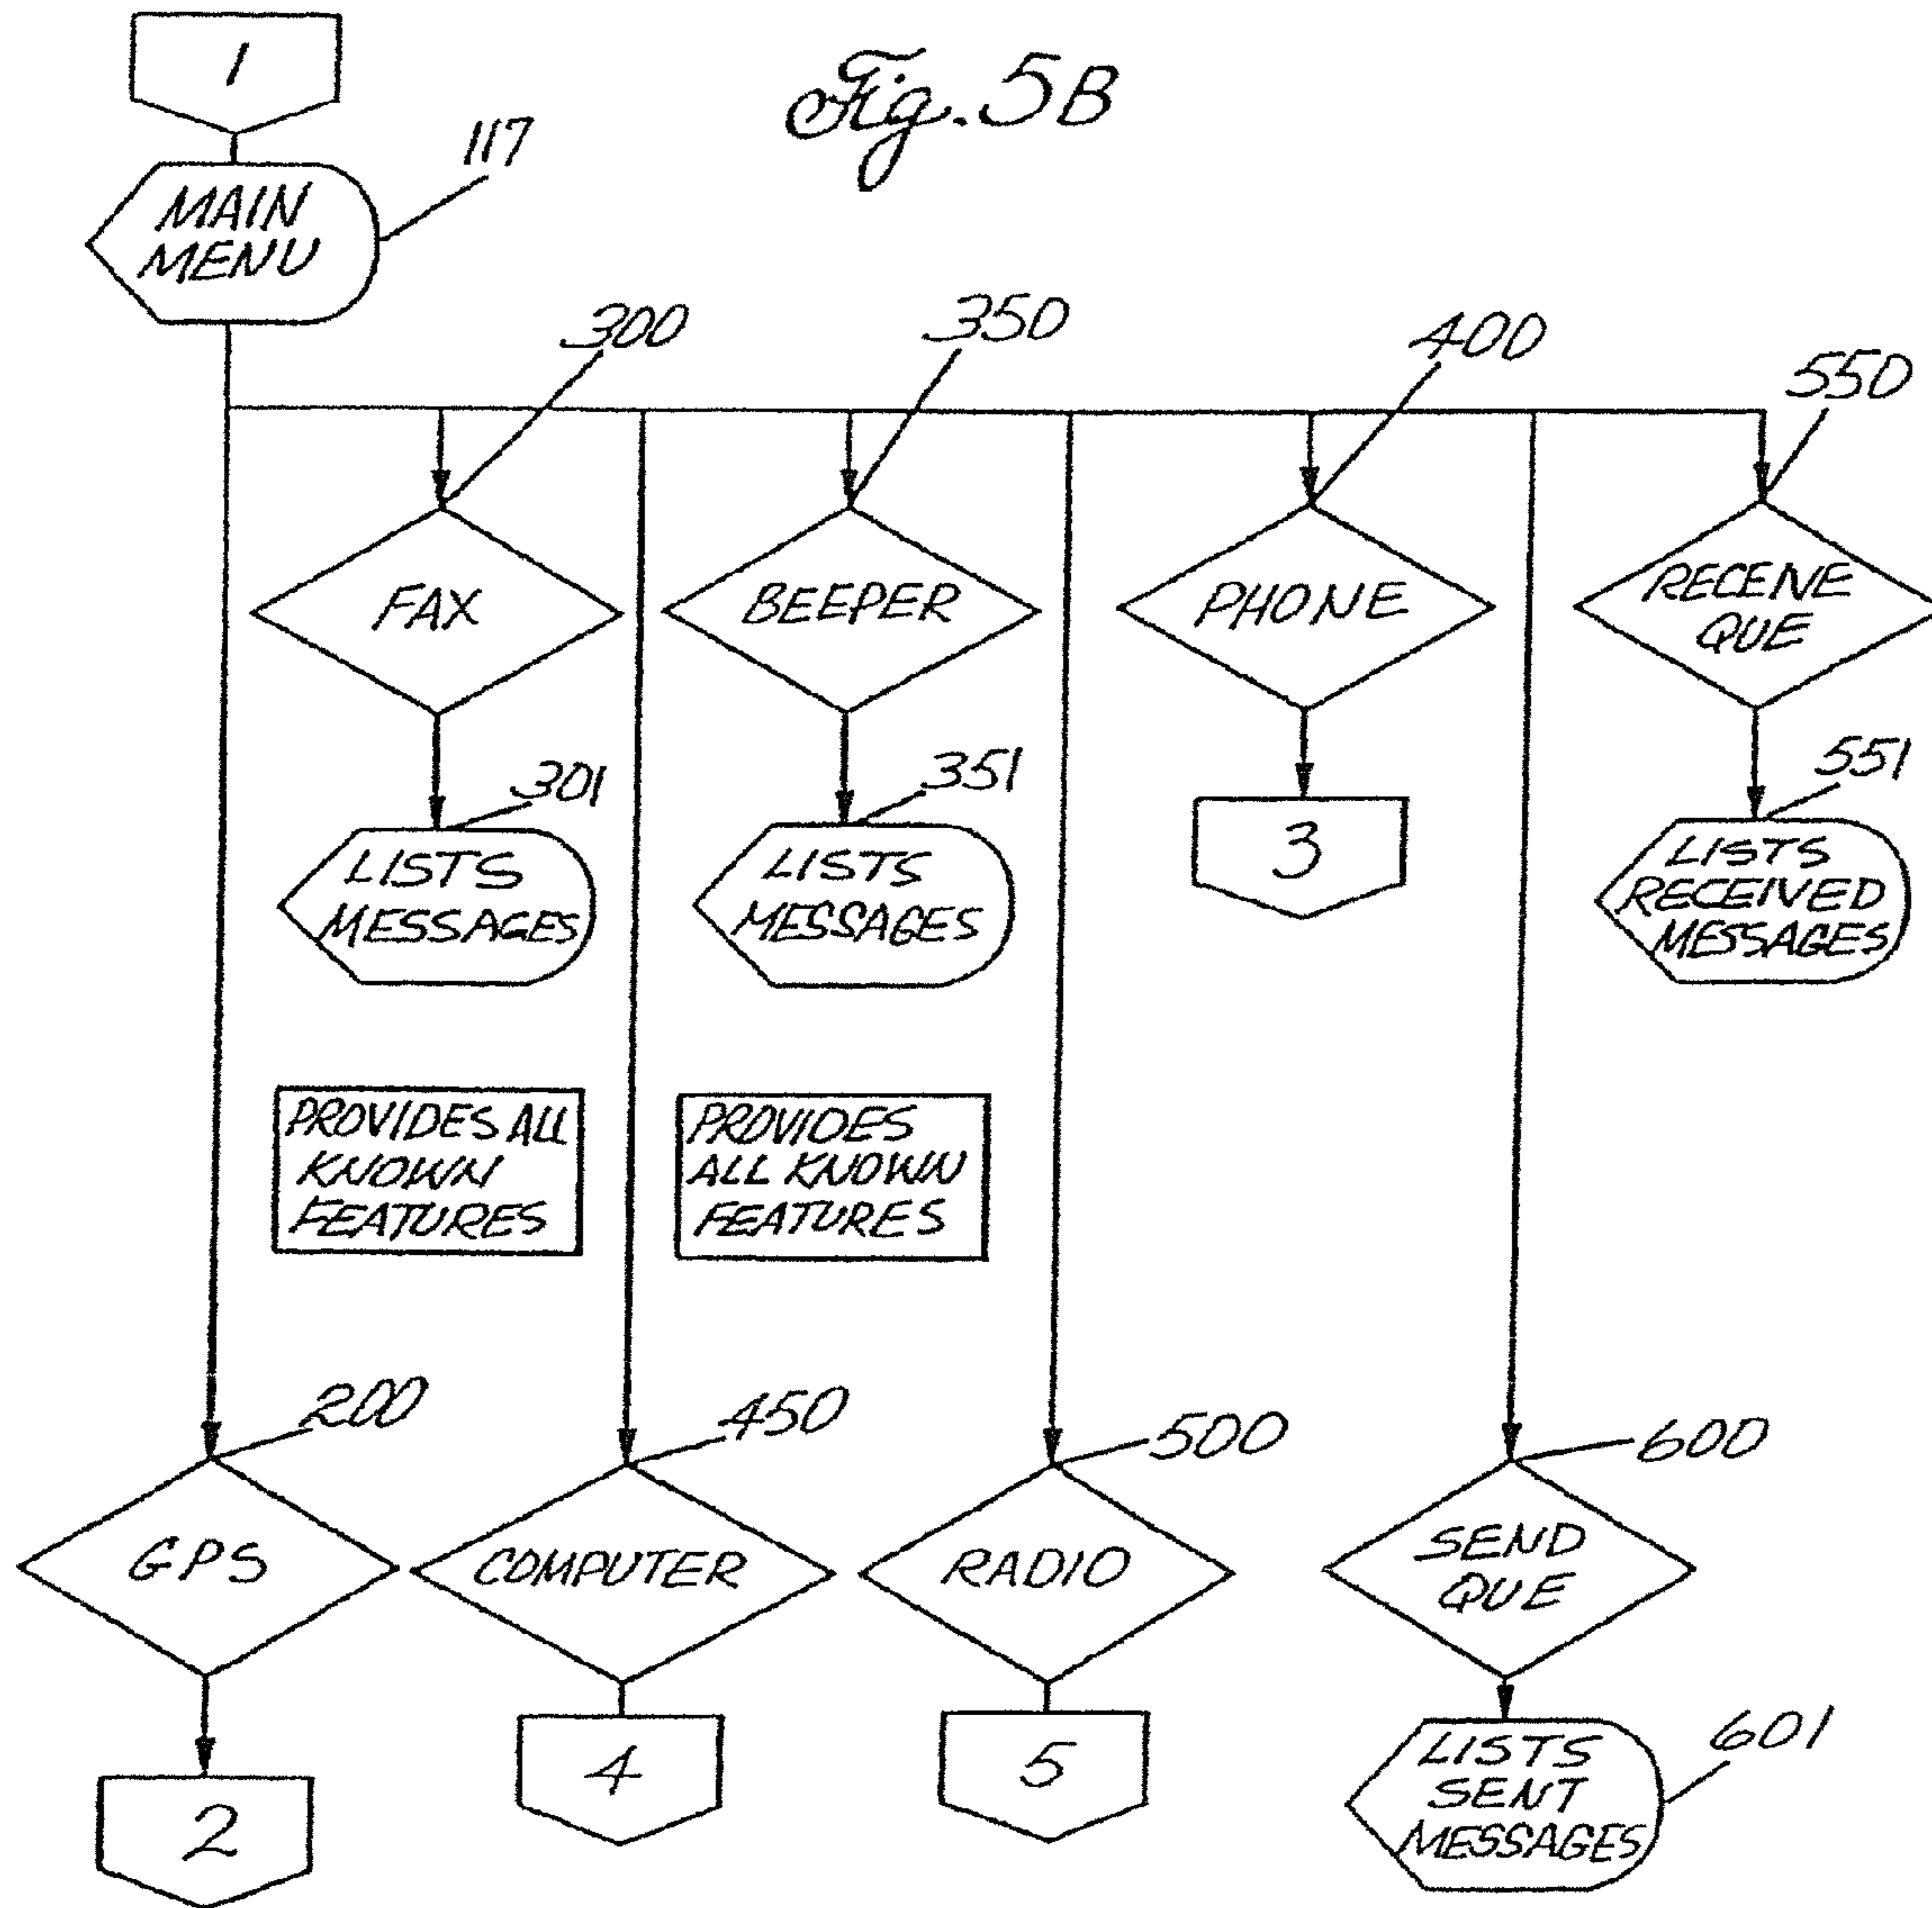 1
Fig. 5B
117
MAIN
MENU
300
350
400
550
FAX
BEEPER
PHONE
RECEIVE
QUE
301
351
551
LISTS
MESSAGES
LISTS
MESSAGES
3
LISTS
RECEIVED
MESSAGES
PROVIDES ALL
KNOWN
FEATURES
PROVIDES
ALL KNOWN
FEATURES
200
450
500
600
GPS
COMPUTER
RADIO
SEND
QUE
2
4
5
LISTS
SENT
MESSAGES
601